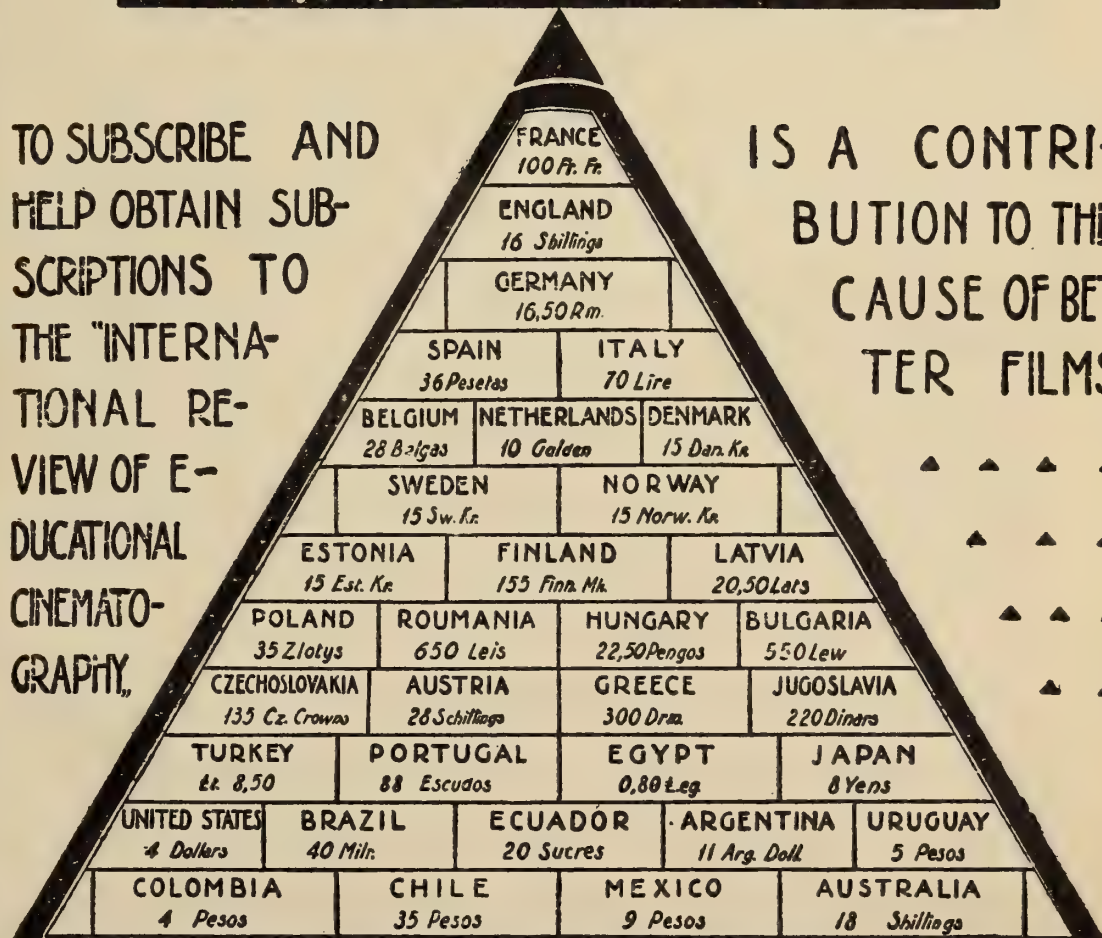 TO SUBSCRIBE AND
HELP OBTAIN SUB-
SCRIPTIONS TO
THE "INTERNA-
TIONAL RE-
VIEW OF E-
DUCATIONAL
CINEMATO-
GRAPHY„
IS A CONTRI-
BUTION TO THE
CAUSE OF BET
TER FILMS
FRANCE
100 Fr. Fr.
ENGLAND
16 Shillings
GERMANY
16,50 Rm.
SPAIN ITALY
36 Pesetas 70 Lire
BELGIUM NETHERLANDS DENMARK
28 Belgas 10 Golden 15 Dan. Kr.
SWEDEN NORWAY
15 Sw. Kr. 15 Norw. Kr.
ESTONIA FINLAND LATVIA
15 Est. Kr. 155 Finn. Mk. 20,50 Lats
POLAND ROUMANIA HUNGARY BULGARIA
35 Zlotys 650 Leis 22,50 Pengos 550 Lew
CZECHOSLOVAKIA AUSTRIA GREECE JUGOSLAVIA
135 Cz. Crowns 28 Schillings 300 Drm. 220 Dinars
TURKEY PORTUGAL EGYPT JAPAN
Lt. 8,50 88 Escudos 0,80 Leg. 8 Yens
UNITED STATES BRAZIL ECUADOR ARGENTINA URUGUAY
4 Dollars 40 Milr. 20 Sucres 11 Arg. Doll. 5 Pesos
COLOMBIA CHILE MEXICO AUSTRALIA
4 Pesos 35 Pesos 9 Pesos 18 Shillings